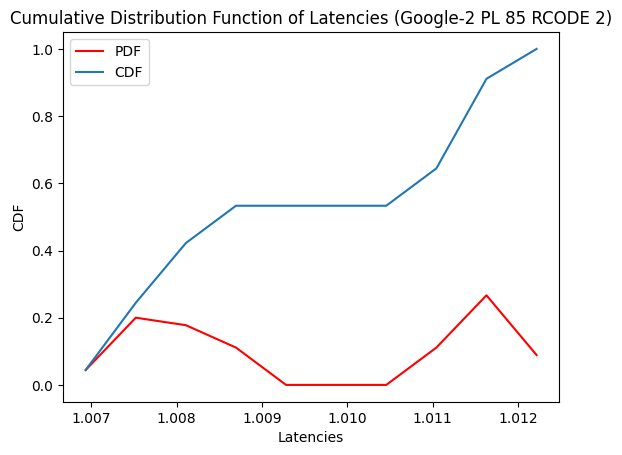 Cumulative Distribution Function of Latencies (Google-2 PL 85 RCODE 2)
PDF
CDF
1.0
0.8
0.6
0.4
0.2
0.0
CDF
1.007
1.008
1.009
1.010
1.011
1.012
Latencies